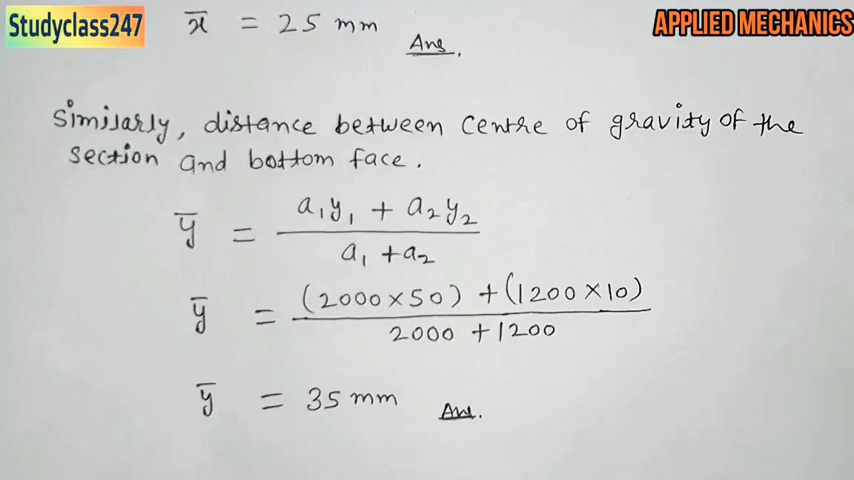 Studyclass247
APPLIED MECHANICS
x̅ = 25 mm Ans.
Similarly, distance between centre of gravity of the
section and bottom face.
y̅ = (a₁y₁ + a₂y₂) / (a₁ + a₂)
y̅ = ((2000×50) + (1200×10)) / (2000 + 1200)
y̅ = 35 mm Ans.